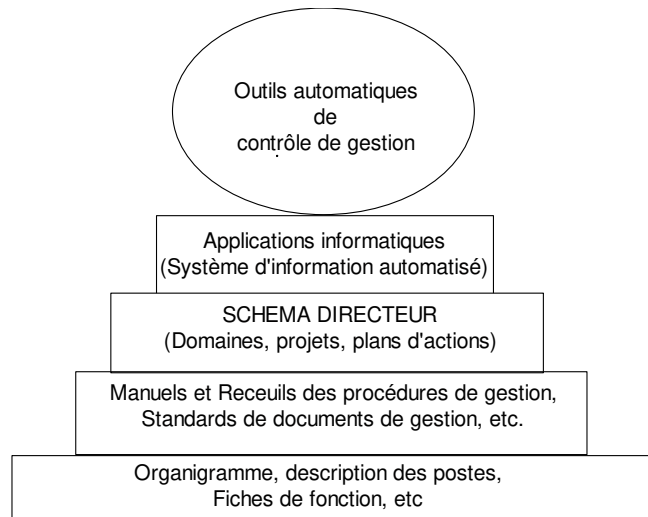 Outils automatiques
de
contrôle de gestion
Applications informatiques
(Système d'information automatisé)
SCHEMA DIRECTEUR
(Domaines, projets, plans d'actions)
Manuels et Receuils des procédures de gestion,
Standards de documents de gestion, etc.
Organigramme, description des postes,
Fiches de fonction, etc